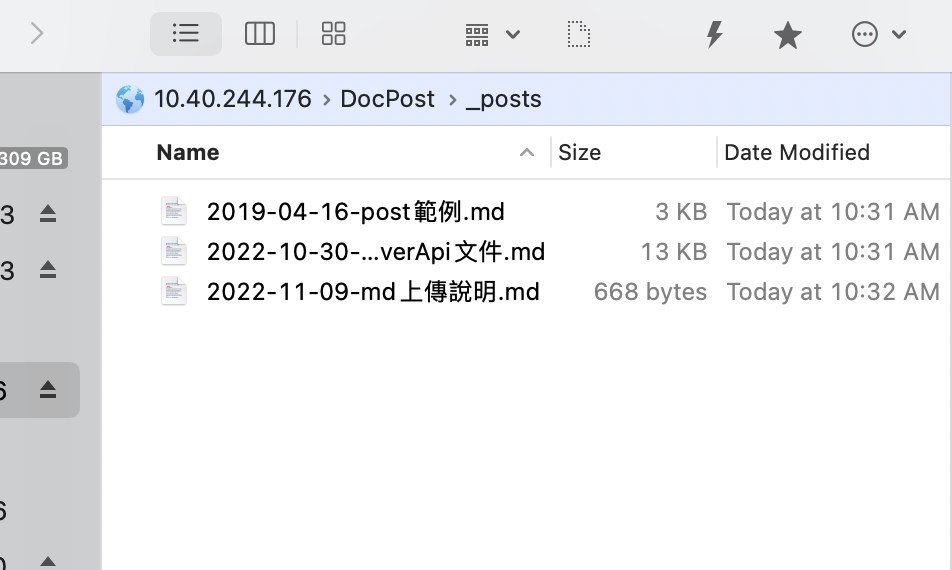 10.40.244.176 › DocPost › _posts
309 GB
Name Size Date Modified
3
2019-04-16-post範例.md 3 KB Today at 10:31 AM
2022-10-30-...verApi文件.md 13 KB Today at 10:31 AM
3
2022-11-09-md上傳說明.md 668 bytes Today at 10:32 AM
6
6